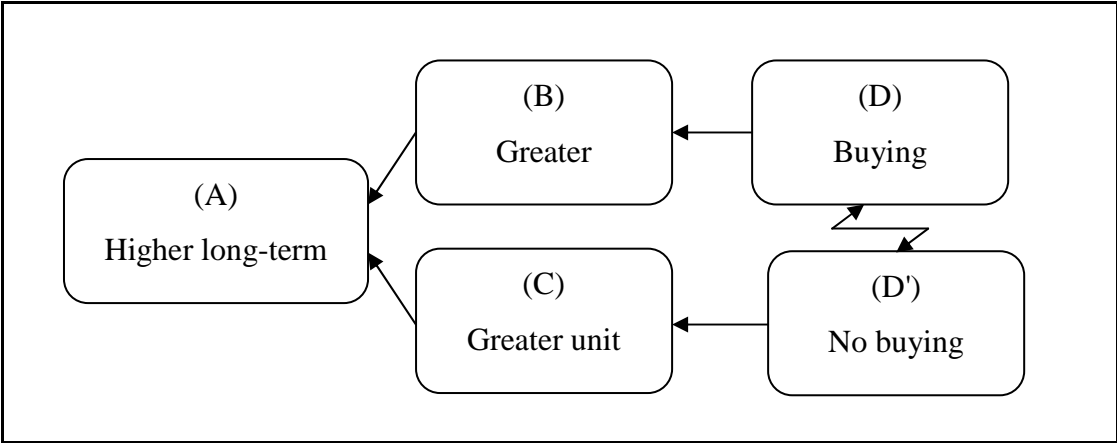 (A)
Higher long-term
(B)
Greater
(C)
Greater unit
(D)
Buying
(D')
No buying